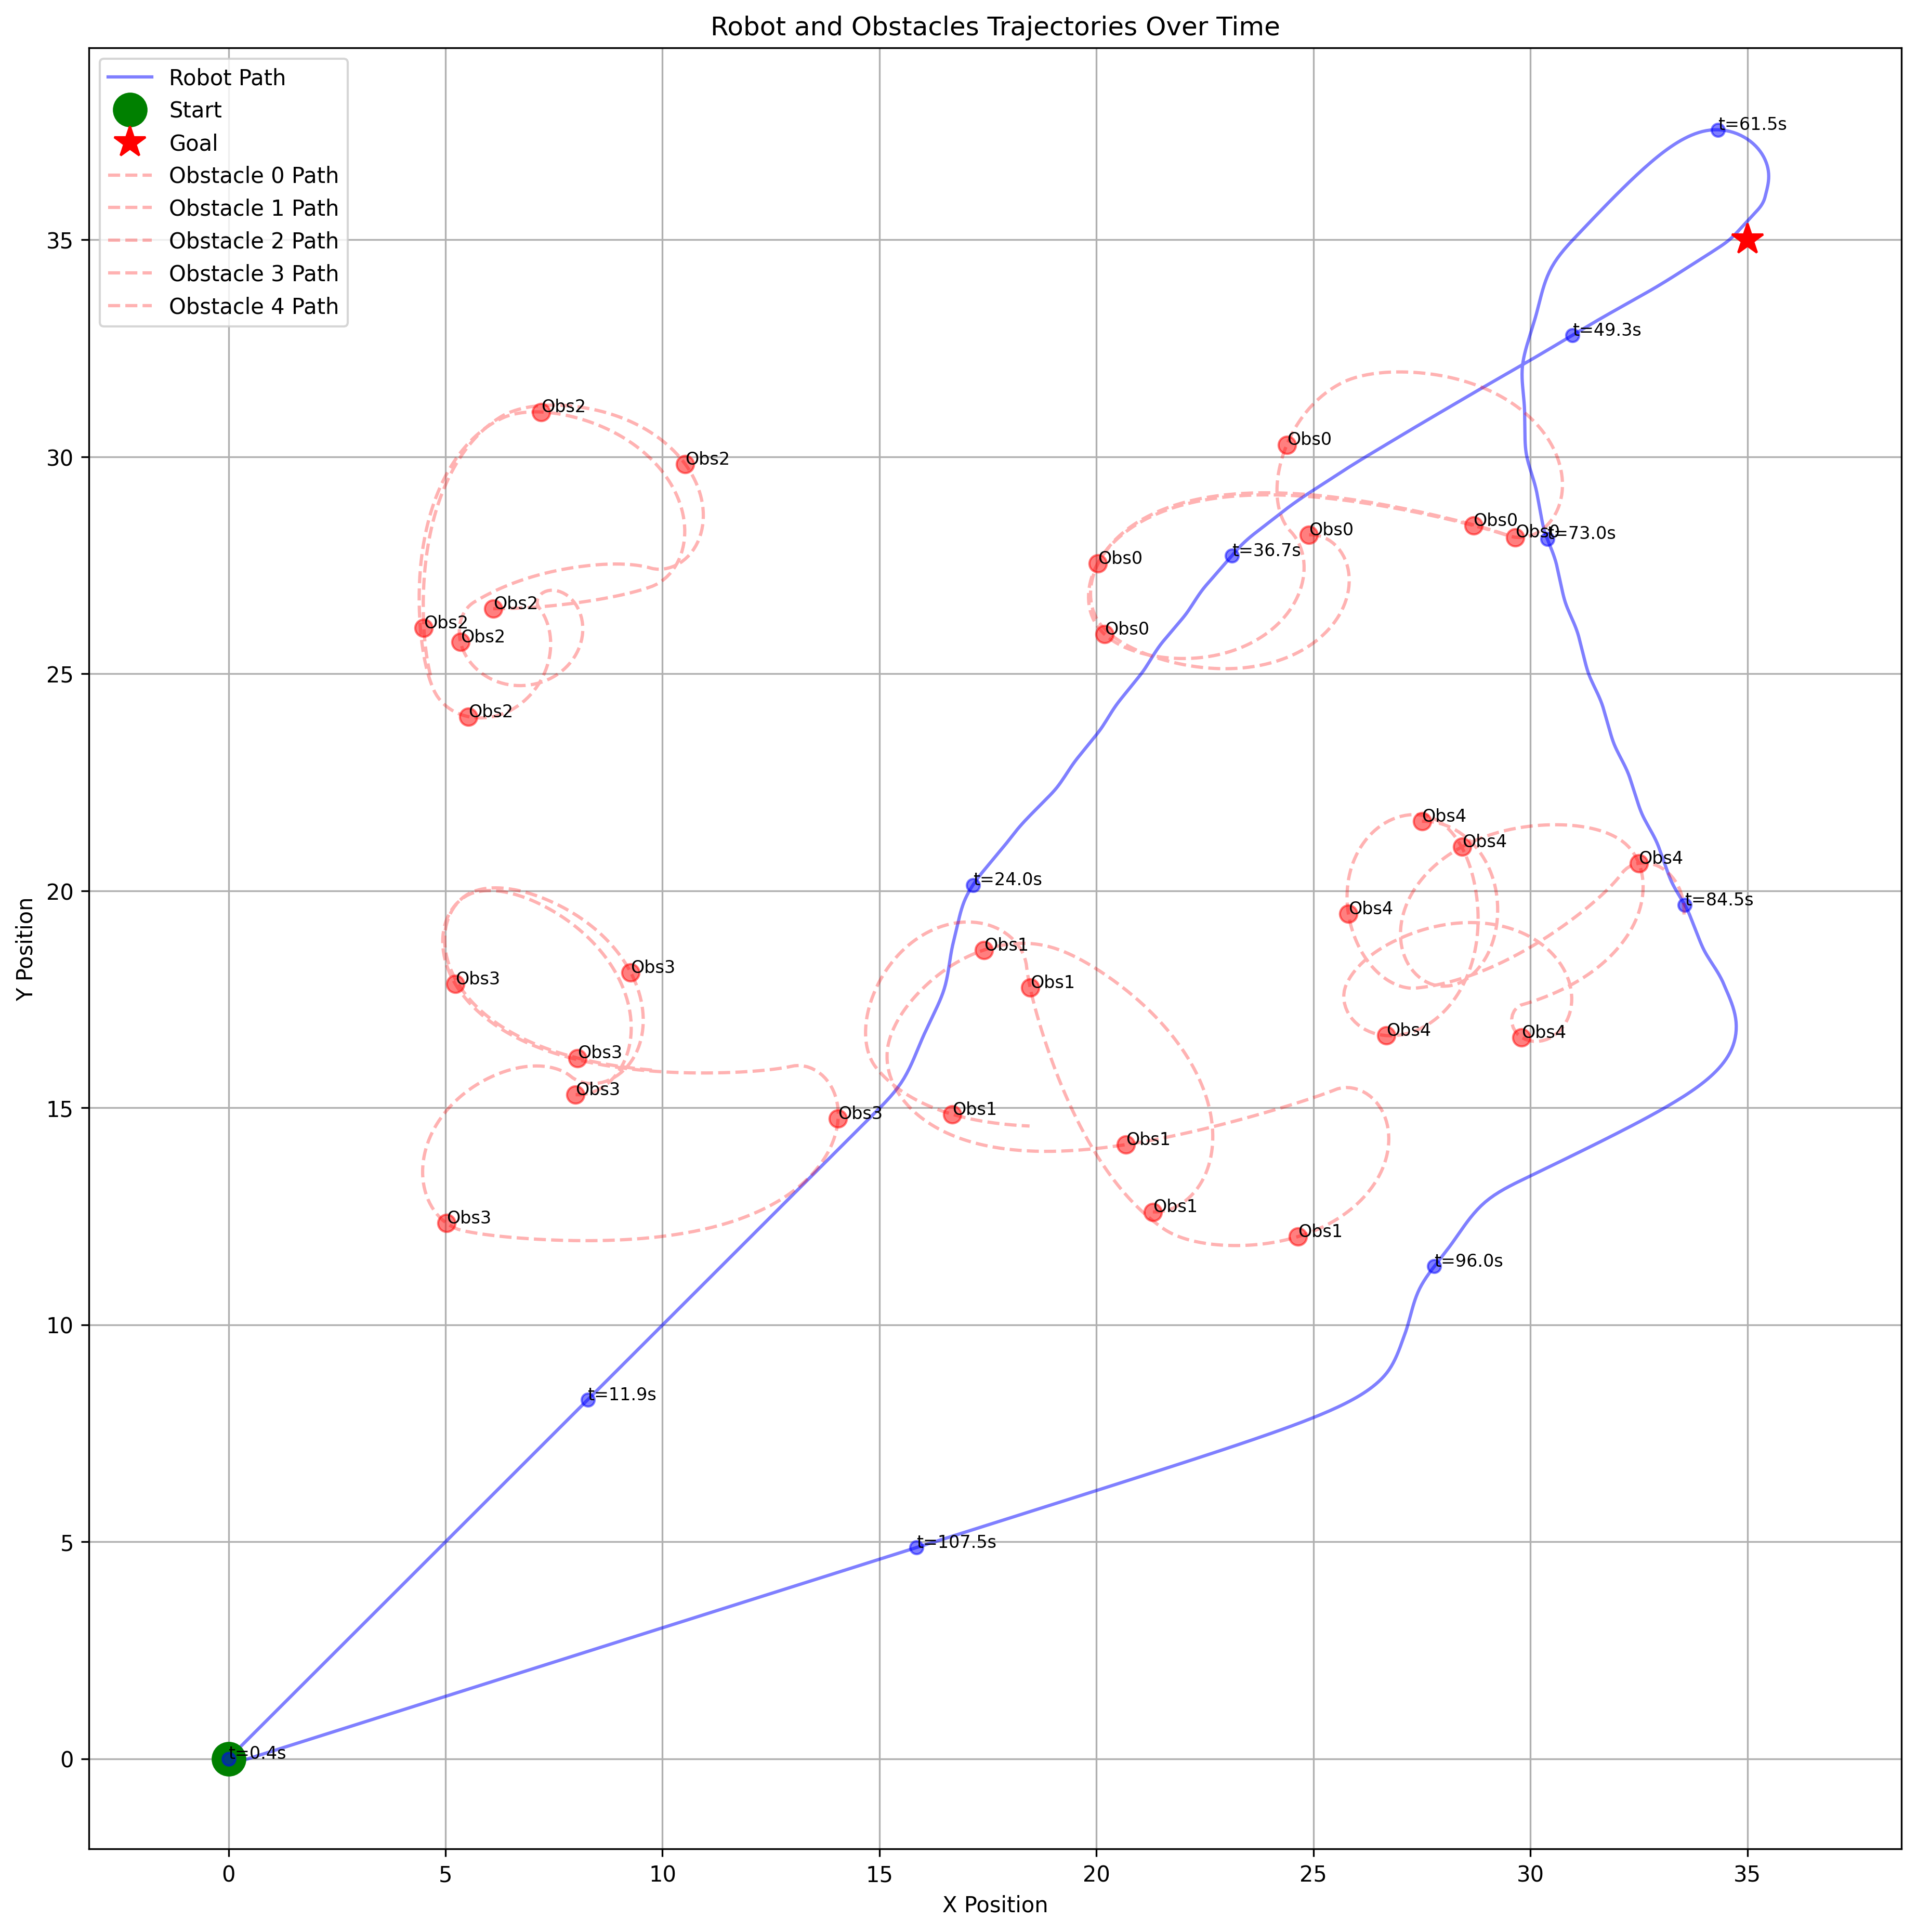 Robot and Obstacles Trajectories Over Time
Robot Path
Start
Goal
Obstacle 0 Path
Obstacle 1 Path
Obstacle 2 Path
Obstacle 3 Path
Obstacle 4 Path
t=61.5s
t=49.3s
Obs2
Obs2
Obs0
Obs0
Obs0
Obs0
t=73.0s
t=36.7s
Obs0
Obs2
Obs2
Obs2
Obs0
Obs2
Obs4
Obs4
Obs4
t=24.0s
t=84.5s
Obs4
Obs1
Obs3
Obs3
Obs1
Obs4
Obs4
Obs3
Obs3
Obs3
Obs1
Obs1
Obs3
Obs1
Obs1
t=96.0s
t=11.9s
t=107.5s
t=0.4s
35
30
25
20
15
10
5
0
Y Position
0 5 10 15 20 25 30 35
X Position